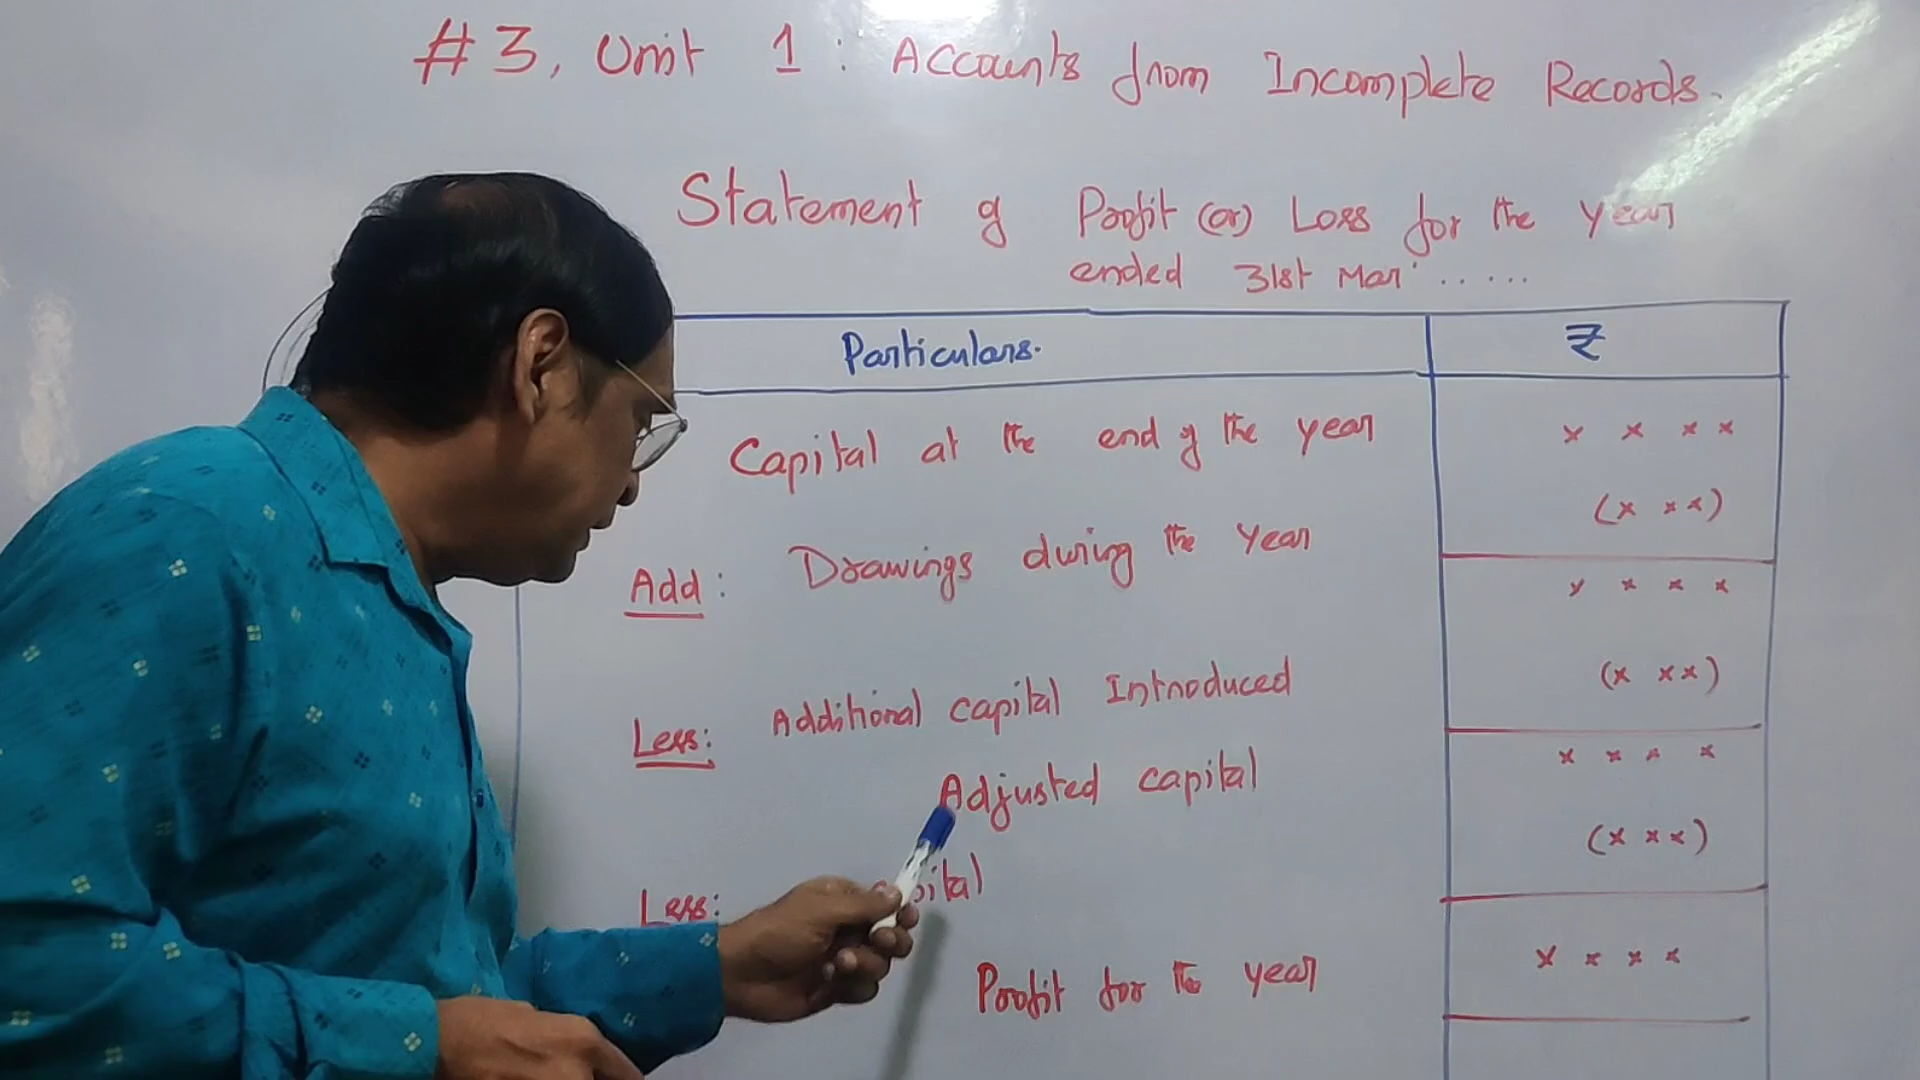 #3, Unit 1 : Accounts from Incomplete Records.
Statement of Profit (or) Loss for the Year
ended 31st Mar' .....
Particulars. ₹
Capital at the end of the year x x x x
Add: Drawings during the Year (x x x)
x x x x
Less: Additional capital Introduced (x x x)
Adjusted capital x x x x
Less: (x x x)
Profit for the year x x x x